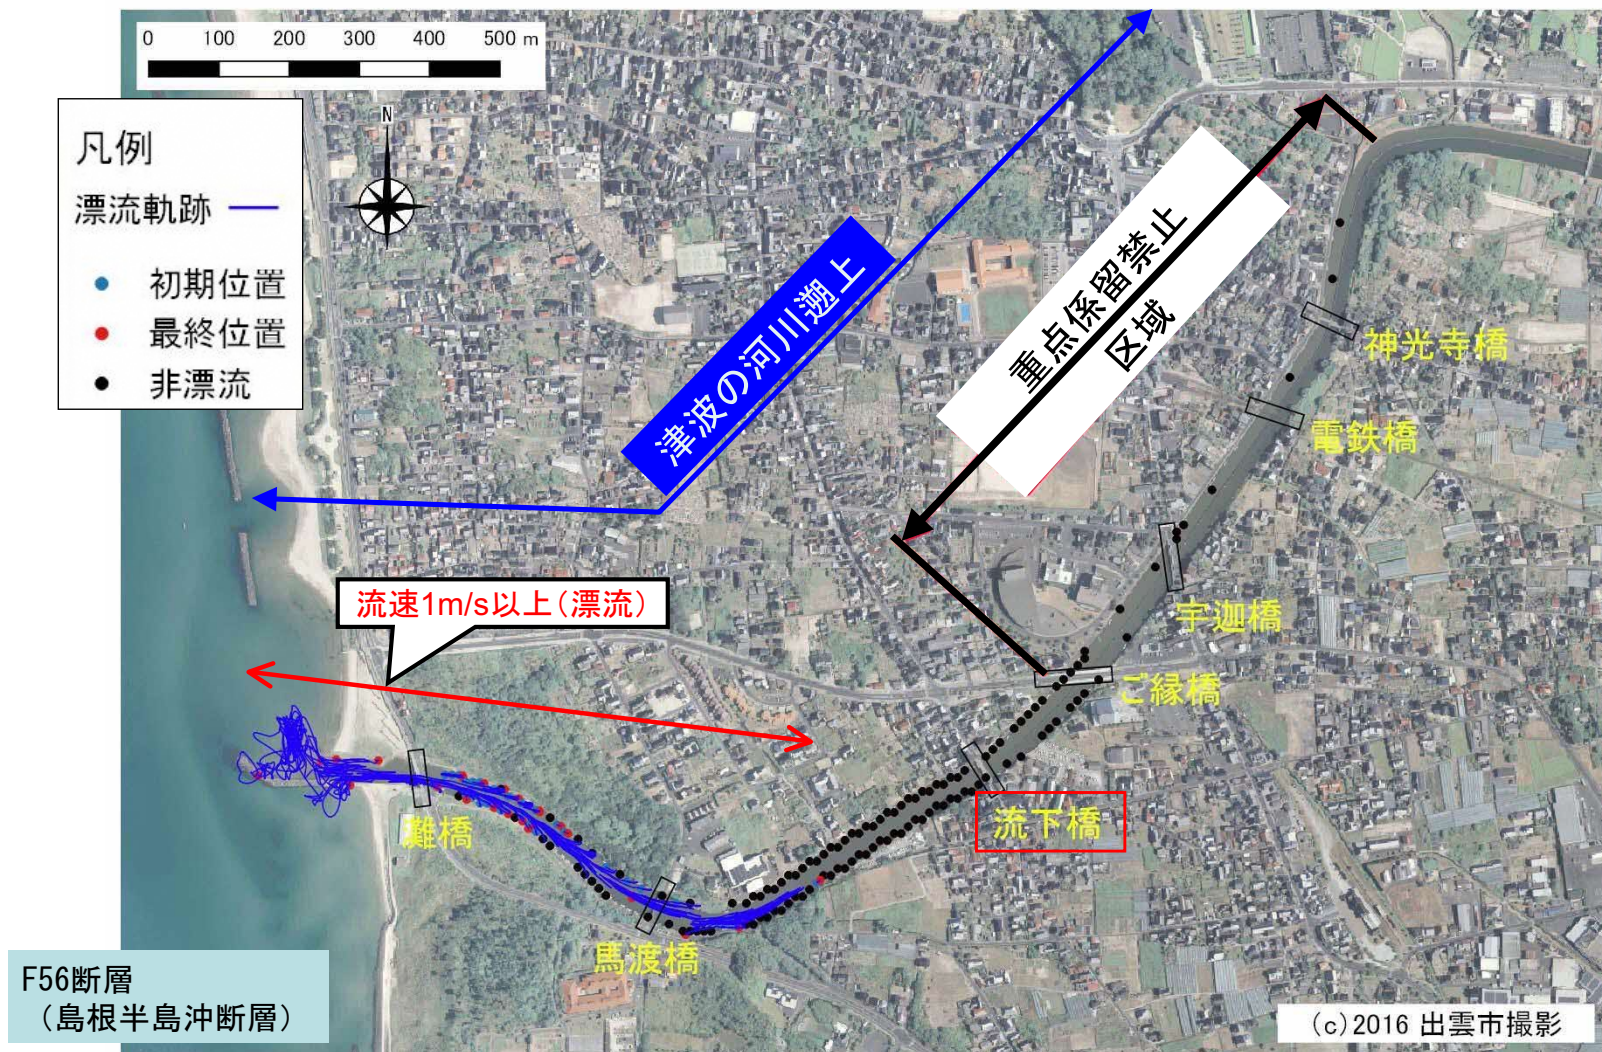 0 100 200 300 400 500 m
凡例
漂流軌跡
初期位置
最終位置
非漂流
N
津波の河川遡上
重点係留禁止
区域
神光寺橋
電鉄橋
宇迦橋
ご縁橋
流速1m/s以上（漂流）
流下橋
灘橋
馬渡橋
F56断層
（島根半島沖断層）
(c)2016 出雲市撮影